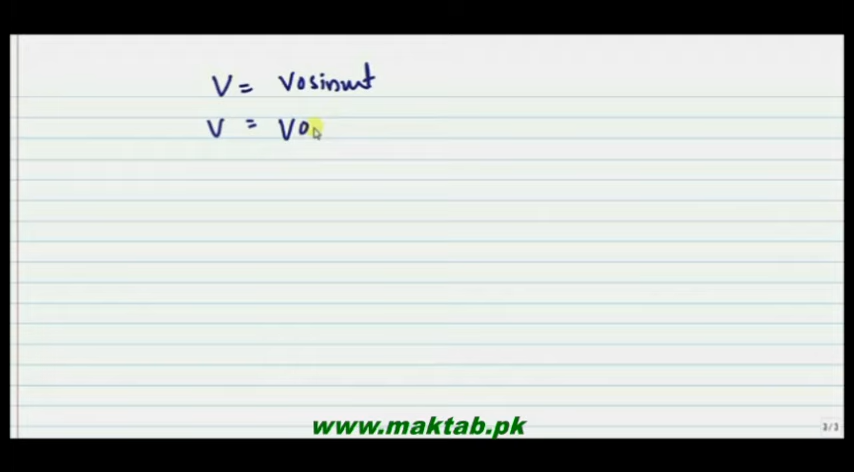 V = Vosinωt
V = Vo
www.maktab.pk
3/3